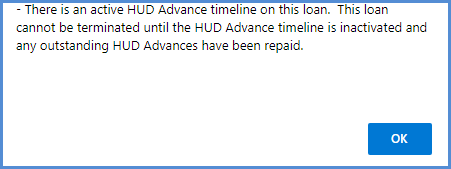 - There is an active HUD Advance timeline on this loan.  This loan
cannot be terminated until the HUD Advance timeline is inactivated and
any outstanding HUD Advances have been repaid.
OK